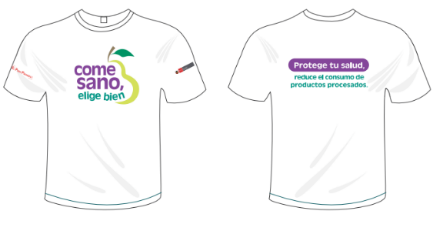 come
sano,
elige bien
Protege tu salud,
reduce el consumo de
productos procesados.